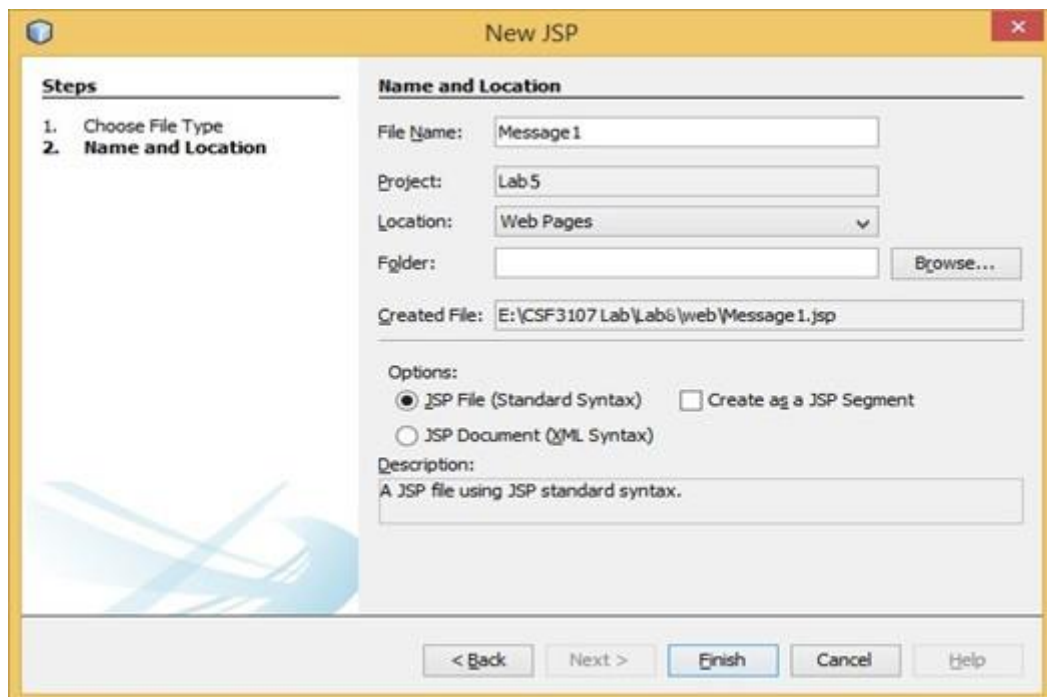 New JSP
Steps
1. Choose File Type
2. Name and Location
Name and Location
File Name: Message1
Project: Lab5
Location: Web Pages
Folder:
Browse...
Created File: E:\CSF3107 Lab\Lab6\web\Message1.jsp
Options:
JSP File (Standard Syntax) Create as a JSP Segment
JSP Document (XML Syntax)
Description:
A JSP file using JSP standard syntax.
< Back Next > Finish Cancel Help